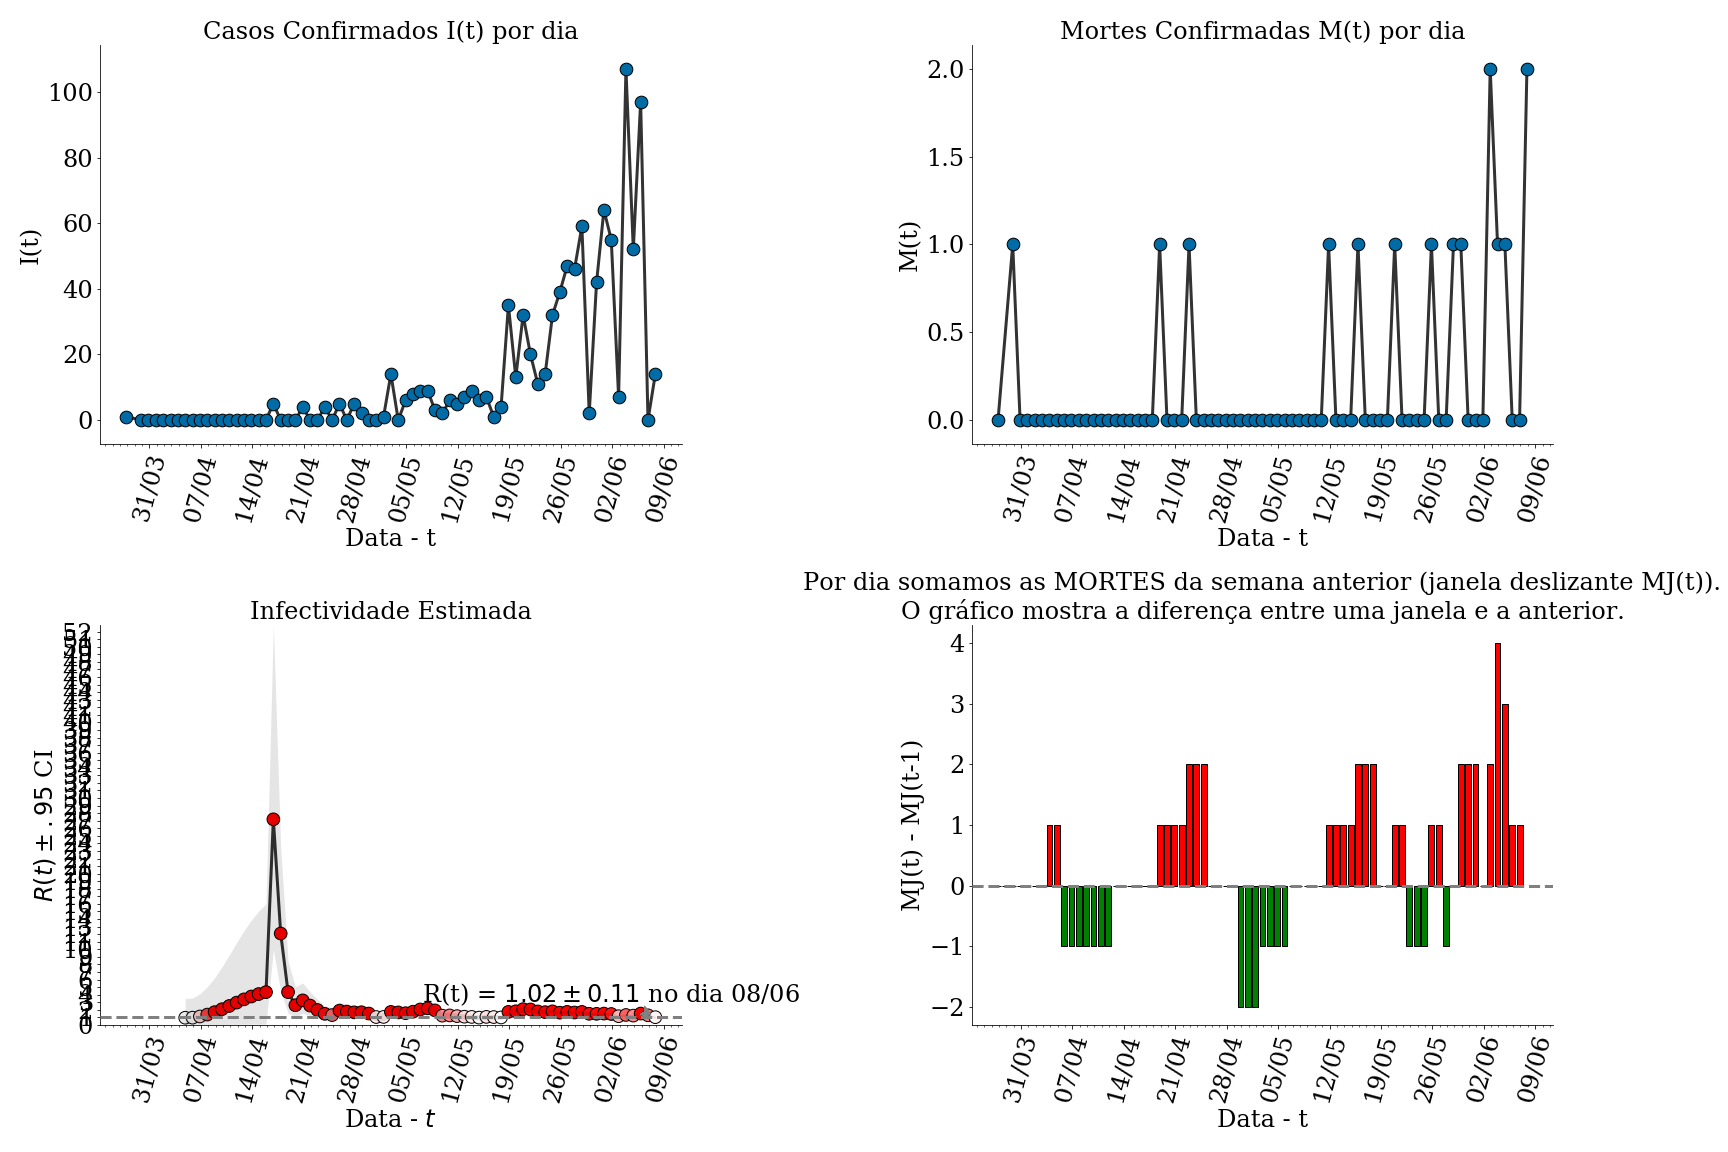 Casos Confirmados I(t) por dia
I(t)
100
80
60
40
20
0
31/03 07/04 14/04 21/04 28/04 05/05 12/05 19/05 26/05 02/06 09/06
Data - t
Mortes Confirmadas M(t) por dia
M(t)
2.0
1.5
1.0
0.5
0.0
31/03 07/04 14/04 21/04 28/04 05/05 12/05 19/05 26/05 02/06 09/06
Data - t
Infectividade Estimada
R(t) ± .95 CI
52
0
R(t) = 1.02 ± 0.11 no dia 08/06
31/03 07/04 14/04 21/04 28/04 05/05 12/05 19/05 26/05 02/06 09/06
Data - t
Por dia somamos as MORTES da semana anterior (janela deslizante MJ(t)).
O gráfico mostra a diferença entre uma janela e a anterior.
MJ(t) - MJ(t-1)
4
3
2
1
0
−1
−2
31/03 07/04 14/04 21/04 28/04 05/05 12/05 19/05 26/05 02/06 09/06
Data - t